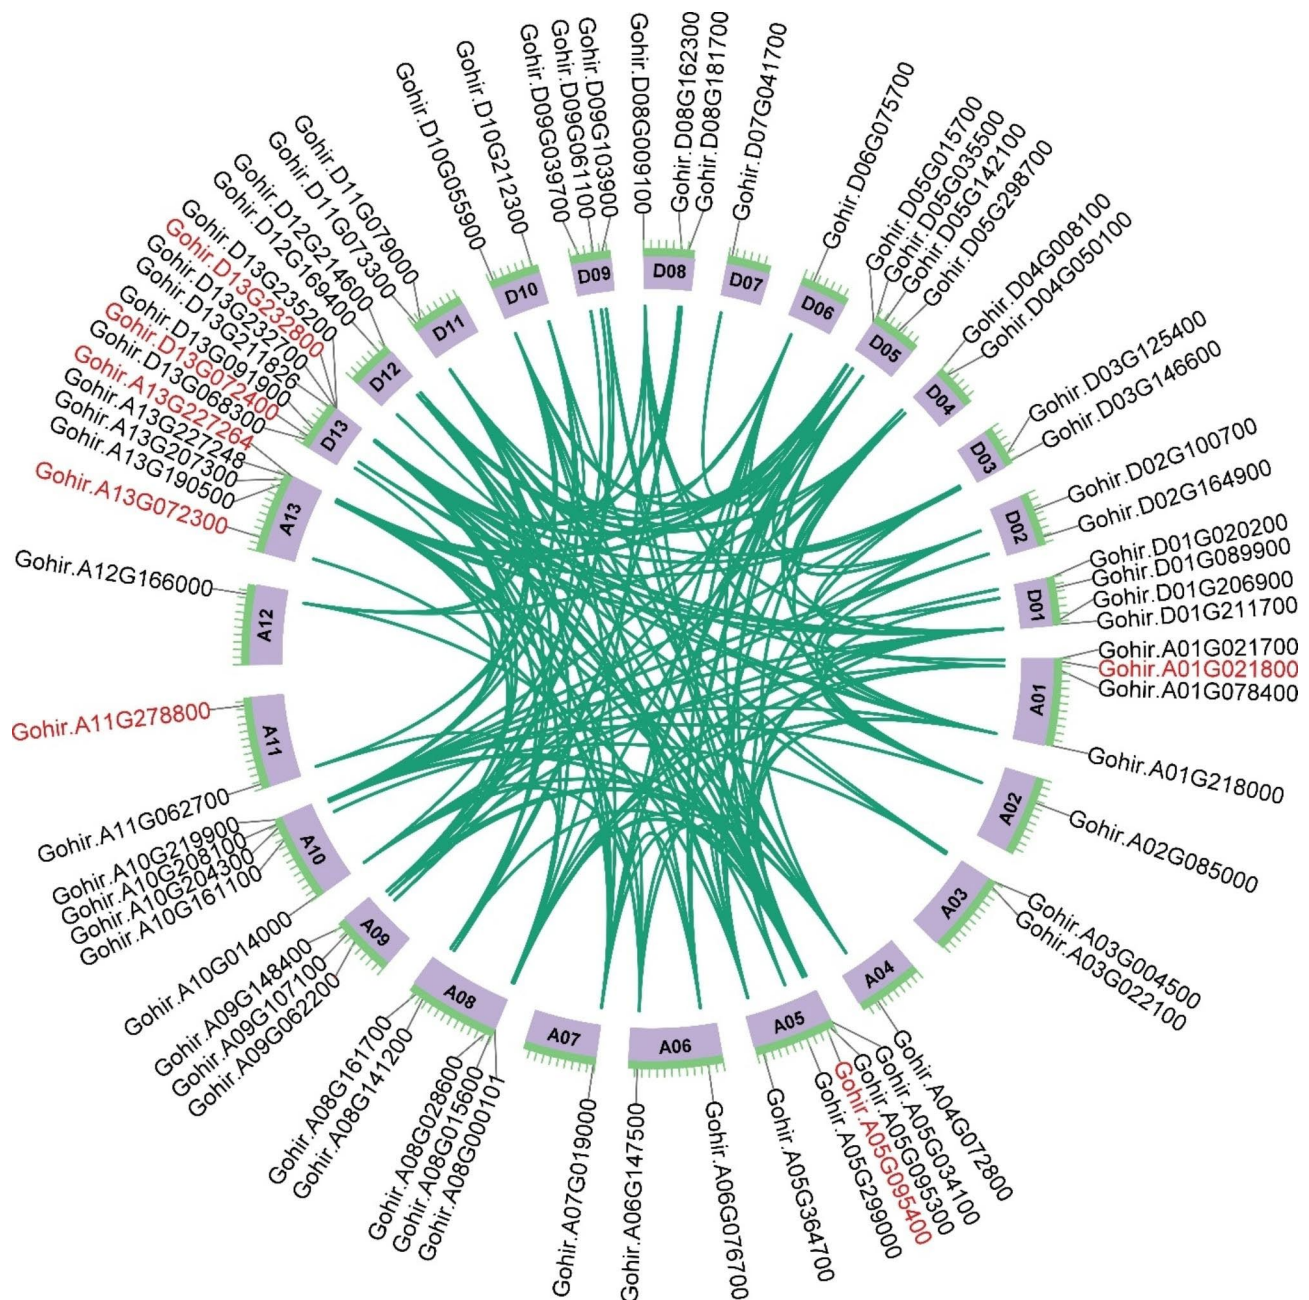 Gohir.D10G055900
Gohir.D10G212300
Gohir.D09G039700
Gohir.D09G061100
Gohir.D09G103900
Gohir.D08G009100
Gohir.D08G162300
Gohir.D08G181700
Gohir.D07G041700
Gohir.D06G075700
Gohir.D05G015700
Gohir.D05G035500
Gohir.D05G142100
Gohir.D05G298700
Gohir.D04G008100
Gohir.D04G050100
Gohir.D03G125400
Gohir.D03G146600
Gohir.D02G100700
Gohir.D02G164900
Gohir.D01G020200
Gohir.D01G089900
Gohir.D01G206900
Gohir.D01G211700
Gohir.A01G021700
Gohir.A01G021800
Gohir.A01G078400
Gohir.A01G218000
Gohir.A02G085000
Gohir.A03G004500
Gohir.A03G022100
Gohir.A04G072800
Gohir.A05G034100
Gohir.A05G095300
Gohir.A05G095400
Gohir.A05G299000
Gohir.A05G364700
Gohir.A06G076700
Gohir.A06G147500
Gohir.A07G019000
Gohir.A08G000101
Gohir.A08G015600
Gohir.A08G028600
Gohir.A08G141200
Gohir.A08G161700
Gohir.A09G062200
Gohir.A09G107100
Gohir.A09G148400
Gohir.A10G014000
Gohir.A10G161100
Gohir.A10G204300
Gohir.A10G208100
Gohir.A10G219900
Gohir.A11G062700
Gohir.A11G278800
Gohir.A12G166000
Gohir.A13G072300
Gohir.A13G190500
Gohir.A13G207300
Gohir.A13G227248
Gohir.A13G227264
Gohir.D13G068300
Gohir.D13G072400
Gohir.D13G091900
Gohir.D13G211826
Gohir.D13G232700
Gohir.D13G232800
Gohir.D13G235200
Gohir.D12G169400
Gohir.D12G214600
Gohir.D11G073300
Gohir.D11G079000
D10
D09
D08
D07
D06
D05
D04
D03
D02
D01
A01
A02
A03
A04
A05
A06
A07
A08
A09
A10
A11
A12
A13
D13
D12
D11